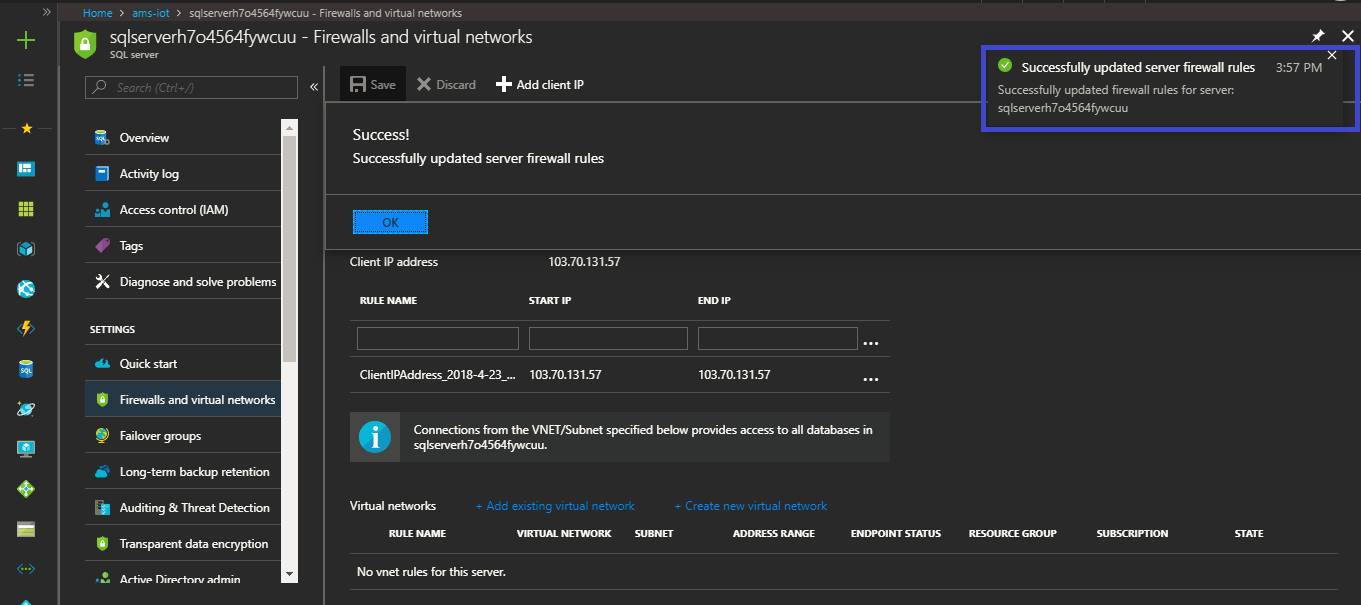 Home > ams-iot > sqlserverh7o4564fywcuu - Firewalls and virtual networks
sqlserverh7o4564fywcuu - Firewalls and virtual networks
SQL server
Successfully updated server firewall rules 3:57 PM
Successfully updated firewall rules for server:
sqlserverh7o4564fywcuu
Search (Ctrl+/)
Overview
Activity log
Access control (IAM)
Tags
Diagnose and solve problems
SETTINGS
Quick start
Firewalls and virtual networks
Failover groups
Long-term backup retention
Auditing & Threat Detection
Transparent data encryption
Active Directory admin
Save Discard Add client IP
Success!
Successfully updated server firewall rules
OK
Client IP address 103.70.131.57
RULE NAME START IP END IP
...
ClientIPAddress_2018-4-23_... 103.70.131.57 103.70.131.57 ...
Connections from the VNET/Subnet specified below provides access to all databases in
sqlserverh7o4564fywcuu.
Virtual networks + Add existing virtual network + Create new virtual network
RULE NAME VIRTUAL NETWORK SUBNET ADDRESS RANGE ENDPOINT STATUS RESOURCE GROUP SUBSCRIPTION STATE
No vnet rules for this server.